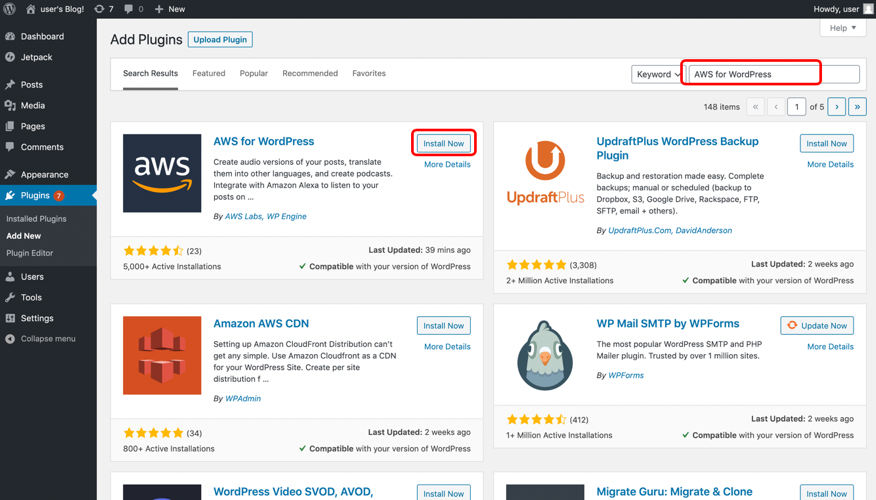 user's Blog!
7
0
New
Howdy, user
Dashboard
Jetpack
Posts
Media
Pages
Comments
Appearance
Plugins 7
Installed Plugins
Add New
Plugin Editor
Users
Tools
Settings
Collapse menu
Help
Add Plugins
Upload Plugin
Search Results
Featured
Popular
Recommended
Favorites
Keyword
AWS for WordPress
148 items
«
‹
1
of 5
›
»
aws
AWS for WordPress
Install Now
More Details
Create audio versions of your posts, translate
them into other languages, and create podcasts.
Integrate with Amazon Alexa to listen to your
posts on ...
By AWS Labs, WP Engine
(23)
5,000+ Active Installations
Last Updated: 39 mins ago
Compatible with your version of WordPress
UpdraftPlus
UpdraftPlus WordPress Backup
Plugin
Install Now
More Details
Backup and restoration made easy. Complete
backups; manual or scheduled (backup to
Dropbox, S3, Google Drive, Rackspace, FTP,
SFTP, email + others).
By UpdraftPlus.Com, DavidAnderson
(3,308)
2+ Million Active Installations
Last Updated: 2 weeks ago
Compatible with your version of WordPress
Amazon AWS CDN
Install Now
More Details
Setting up Amazon CloudFront Distribution can't
get any simple. Use Amazon Cloudfront as a CDN
for your WordPress Site. Create per site
distribution f ...
By WPAdmin
(34)
800+ Active Installations
Last Updated: 2 weeks ago
Compatible with your version of WordPress
WP Mail SMTP by WPForms
Update Now
More Details
The most popular WordPress SMTP and PHP
Mailer plugin. Trusted by over 1 million sites.
By WPForms
(412)
1+ Million Active Installations
Last Updated: 2 weeks ago
Compatible with your version of WordPress
WordPress Video SVOD, AVOD,
Install Now
Migrate Guru: Migrate & Clone
Install Now